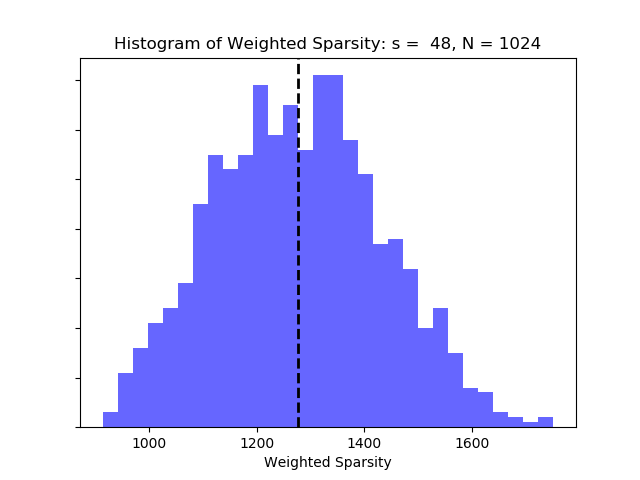 Histogram of Weighted Sparsity: s =  48, N = 1024
1000 1200 1400 1600
Weighted Sparsity